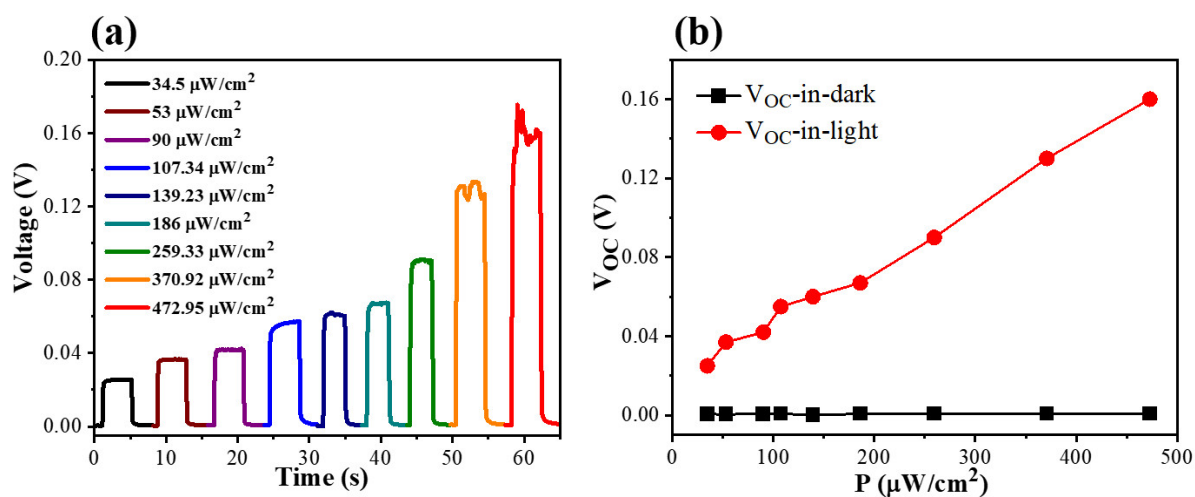 (a)
0.20
0.16
0.12
0.08
0.04
0.00
Voltage (V)
34.5 μW/cm²
53 μW/cm²
90 μW/cm²
107.34 μW/cm²
139.23 μW/cm²
186 μW/cm²
259.33 μW/cm²
370.92 μW/cm²
472.95 μW/cm²
0 10 20 30 40 50 60
Time (s)
(b)
0.16
0.12
0.08
0.04
0.00
VOC (V)
VOC-in-dark
VOC-in-light
0 100 200 300 400 500
P (μW/cm²)